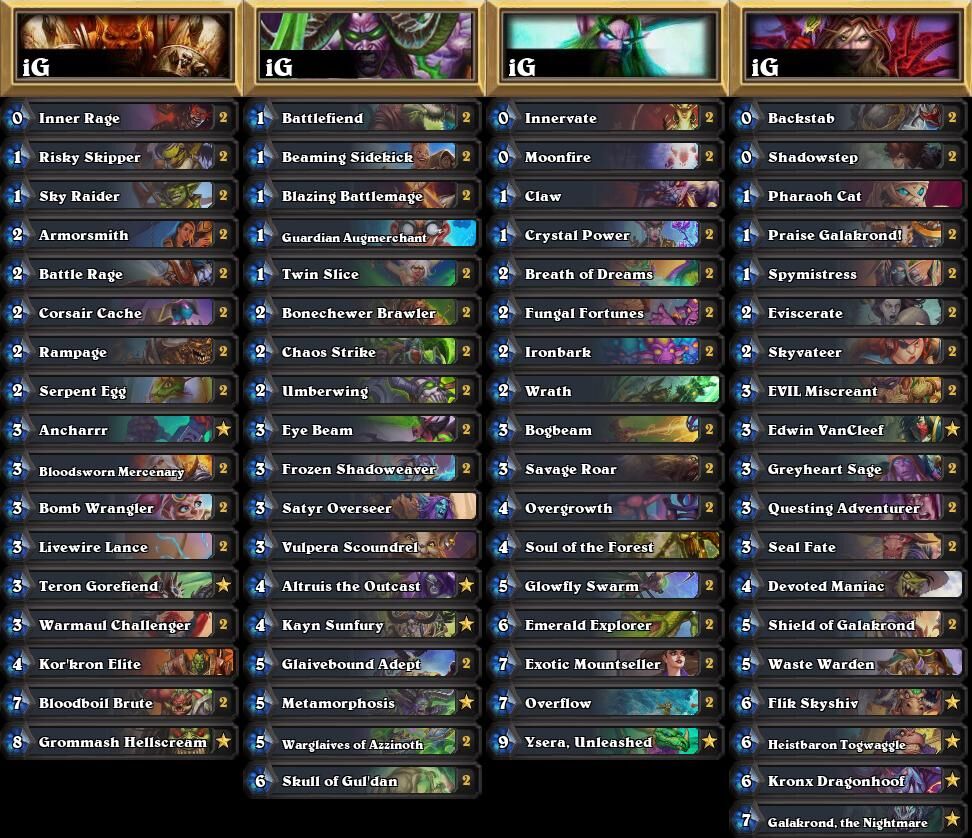 iG
0 Inner Rage 2
1 Risky Skipper 2
1 Sky Raider 2
2 Armorsmith 2
2 Battle Rage 2
2 Corsair Cache 2
2 Rampage 2
2 Serpent Egg 2
3 Ancharrr
3 Bloodsworn Mercenary 2
3 Bomb Wrangler 2
3 Livewire Lance 2
3 Teron Gorefiend
3 Warmaul Challenger 2
4 Kor'kron Elite
7 Bloodboil Brute 2
8 Grommash Hellscream
iG
1 Battlefiend 2
1 Beaming Sidekick 2
1 Blazing Battlemage 2
1 Guardian Augmerchant
1 Twin Slice 2
2 Bonechewer Brawler 2
2 Chaos Strike 2
2 Umberwing 2
3 Eye Beam 2
3 Frozen Shadoweaver 2
3 Satyr Overseer
3 Vulpera Scoundrel
4 Altruis the Outcast
4 Kayn Sunfury
5 Glaivebound Adept 2
5 Metamorphosis
5 Warglaives of Azzinoth 2
6 Skull of Gul'dan 2
iG
0 Innervate 2
0 Moonfire 2
1 Claw
1 Crystal Power 2
2 Breath of Dreams 2
2 Fungal Fortunes 2
2 Ironbark 2
2 Wrath
3 Bogbeam 2
3 Savage Roar 2
4 Overgrowth 2
4 Soul of the Forest
5 Glowfly Swarm 2
6 Emerald Explorer 2
7 Exotic Mountseller 2
7 Overflow 2
9 Ysera, Unleashed
iG
0 Backstab 2
0 Shadowstep 2
1 Pharaoh Cat
1 Praise Galakrond! 2
1 Spymistress 2
2 Eviscerate 2
2 Skyvateer 2
3 EVIL Miscreant 2
3 Edwin VanCleef
3 Greyheart Sage 2
3 Questing Adventurer 2
3 Seal Fate 2
4 Devoted Maniac
5 Shield of Galakrond 2
5 Waste Warden
6 Flik Skyshiv
6 Heistbaron Togwaggle
6 Kronx Dragonhoof
7 Galakrond, the Nightmare